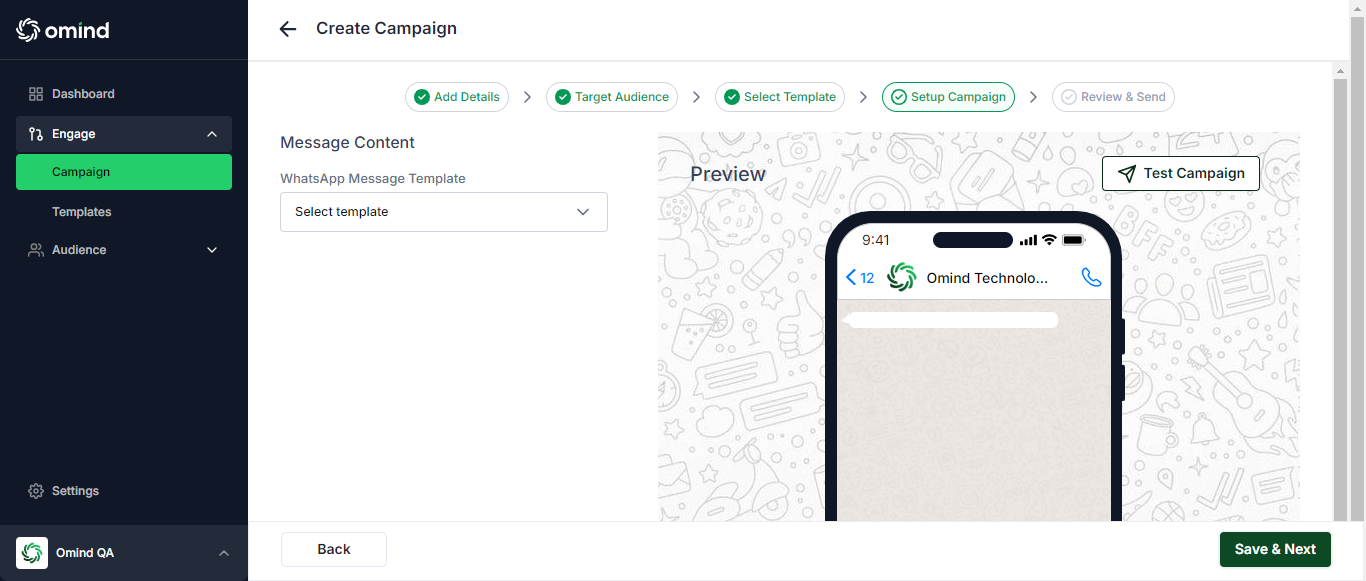 omind
Dashboard
Engage
Campaign
Templates
Audience
Settings
Omind QA
Create Campaign
Add Details
Target Audience
Select Template
Setup Campaign
Review & Send
Message Content
WhatsApp Message Template
Select template
Preview
Test Campaign
9:41
12
Omind Technolo...
OFF
Back
Save & Next